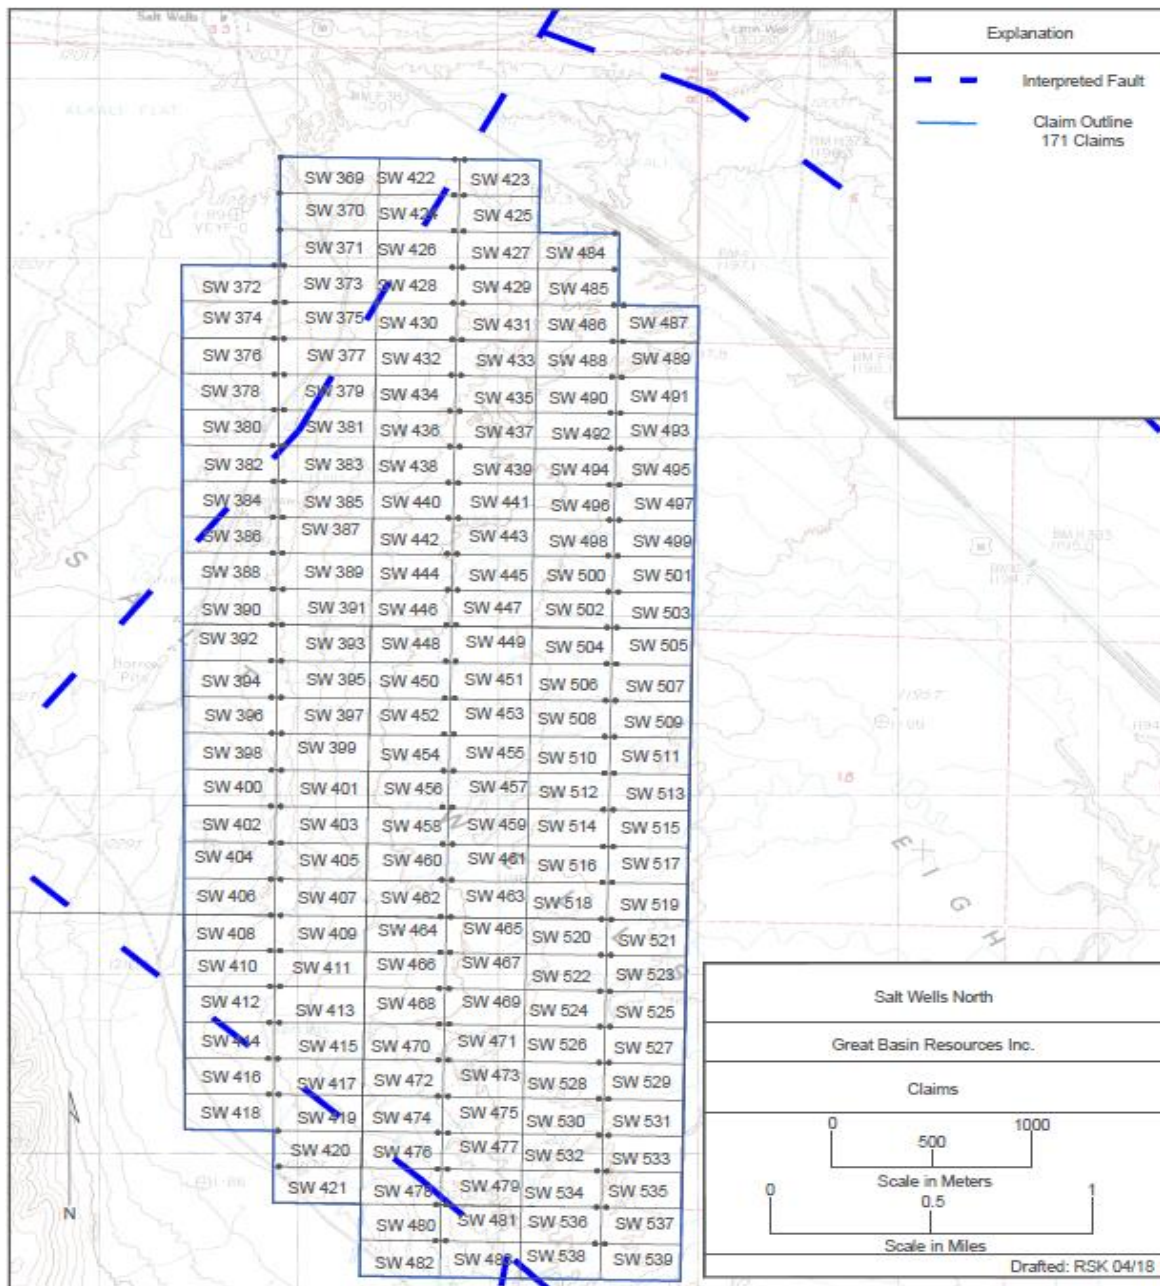 Salt Wells
Explanation
Interpreted Fault
Claim Outline
171 Claims
SW 369 SW 422 SW 423
SW 370 SW 424 SW 425
SW 371 SW 426 SW 427 SW 484
SW 372 SW 373 SW 428 SW 429 SW 485
SW 374 SW 375 SW 430 SW 431 SW 486 SW 487
SW 376 SW 377 SW 432 SW 433 SW 488 SW 489
SW 378 SW 379 SW 434 SW 435 SW 490 SW 491
SW 380 SW 381 SW 436 SW 437 SW 492 SW 493
SW 382 SW 383 SW 438 SW 439 SW 494 SW 495
SW 384 SW 385 SW 440 SW 441 SW 496 SW 497
SW 386 SW 387 SW 442 SW 443 SW 498 SW 499
SW 388 SW 389 SW 444 SW 445 SW 500 SW 501
SW 390 SW 391 SW 446 SW 447 SW 502 SW 503
SW 392 SW 393 SW 448 SW 449 SW 504 SW 505
SW 394 SW 395 SW 450 SW 451 SW 506 SW 507
SW 396 SW 397 SW 452 SW 453 SW 508 SW 509
SW 398 SW 399 SW 454 SW 455 SW 510 SW 511
SW 400 SW 401 SW 456 SW 457 SW 512 SW 513
SW 402 SW 403 SW 458 SW 459 SW 514 SW 515
SW 404 SW 405 SW 460 SW 461 SW 516 SW 517
SW 406 SW 407 SW 462 SW 463 SW 518 SW 519
SW 408 SW 409 SW 464 SW 465 SW 520 SW 521
SW 410 SW 411 SW 466 SW 467 SW 522 SW 523
SW 412 SW 413 SW 468 SW 469 SW 524 SW 525
SW 414 SW 415 SW 470 SW 471 SW 526 SW 527
SW 416 SW 417 SW 472 SW 473 SW 528 SW 529
SW 418 SW 419 SW 474 SW 475 SW 530 SW 531
SW 420 SW 476 SW 477 SW 532 SW 533
SW 421 SW 478 SW 479 SW 534 SW 535
SW 480 SW 481 SW 536 SW 537
SW 482 SW 483 SW 538 SW 539
N
Salt Wells North
Great Basin Resources Inc.
Claims
0 1000
500
Scale in Meters
0 0.5 1
Scale in Miles
Drafted: RSK 04/18